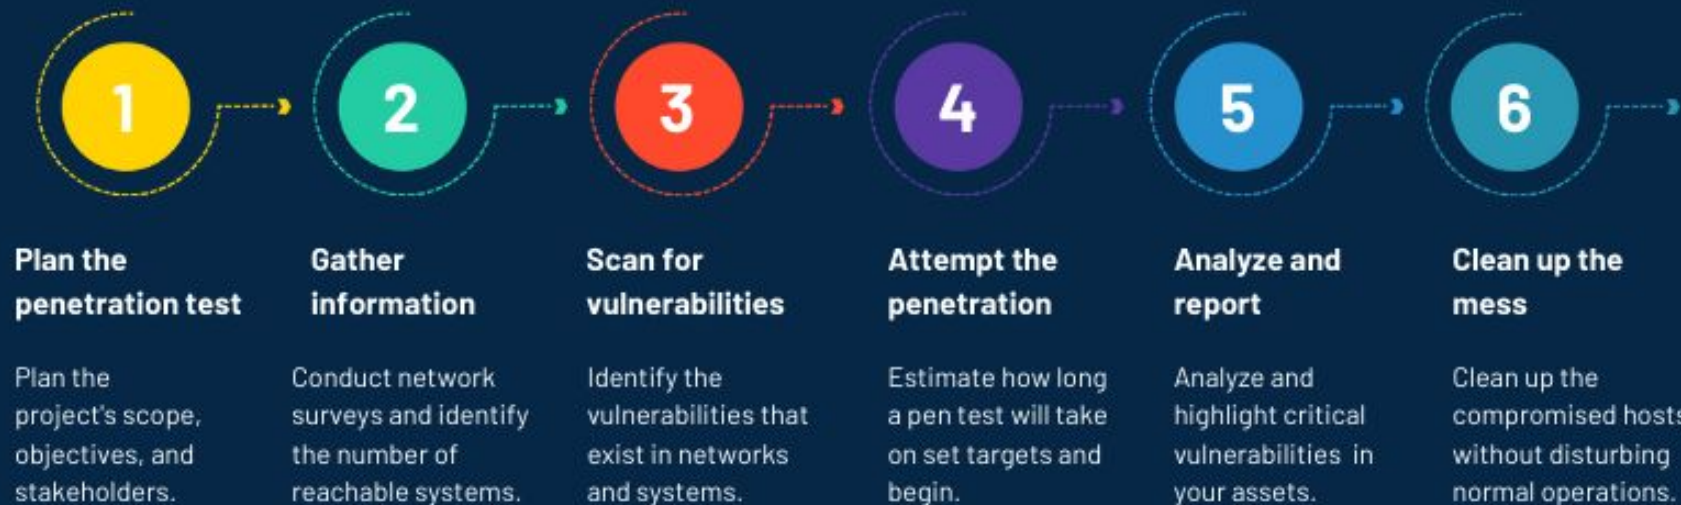 1
2
3
4
5
6
Plan the
penetration test
Gather
information
Scan for
vulnerabilities
Attempt the
penetration
Analyze and
report
Clean up the
mess
Plan the
project's scope,
objectives, and
stakeholders.
Conduct network
surveys and identify
the number of
reachable systems.
Identify the
vulnerabilities that
exist in networks
and systems.
Estimate how long
a pen test will take
on set targets and
begin.
Analyze and
highlight critical
vulnerabilities in
your assets.
Clean up the
compromised hosts
without disturbing
normal operations.